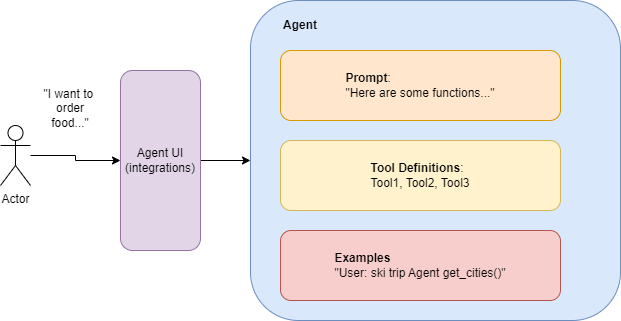 Agent
Prompt:
"Here are some functions..."
"I want to
order
food..."
Agent UI
(integrations)
Tool Definitions:
Tool1, Tool2, Tool3
Actor
Examples
"User: ski trip Agent get_cities()"